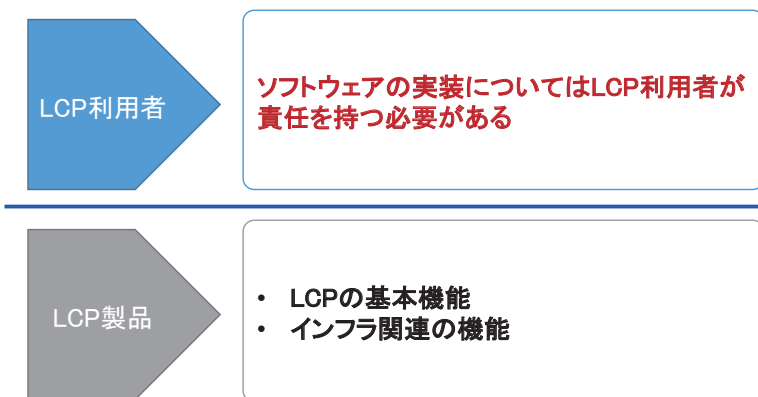 LCP利用者
ソフトウェアの実装についてはLCP利用者が
責任を持つ必要がある
LCP製品
• LCPの基本機能
• インフラ関連の機能